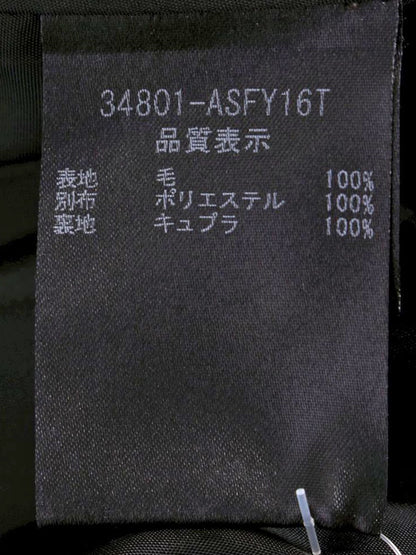 34801-ASFY16T
品質表示
表地 毛 100%
別布 ポリエステル 100%
裏地 キュプラ 100%